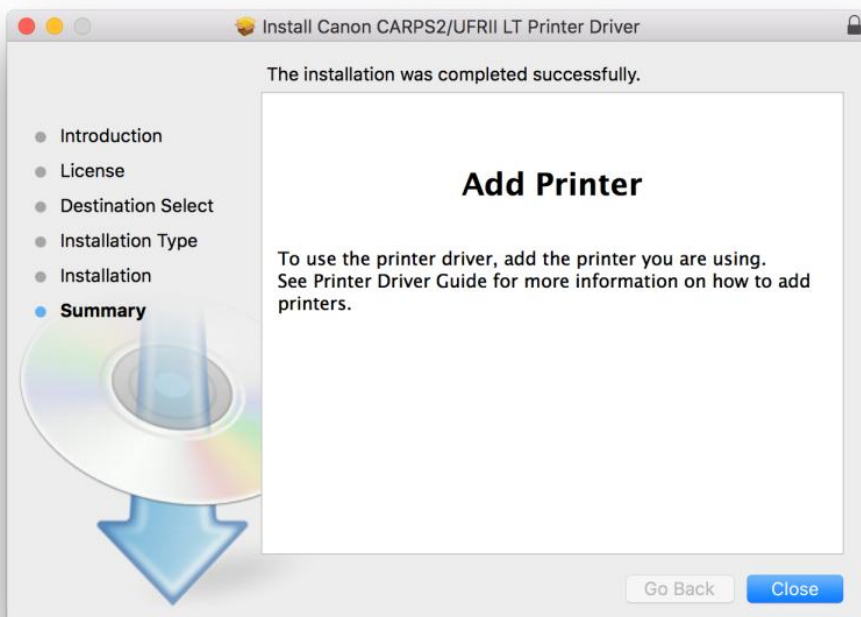 Install Canon CARPS2/UFRII LT Printer Driver
The installation was completed successfully.
Introduction
License
Destination Select
Installation Type
Installation
Summary
Add Printer
To use the printer driver, add the printer you are using.
See Printer Driver Guide for more information on how to add
printers.
Go Back
Close